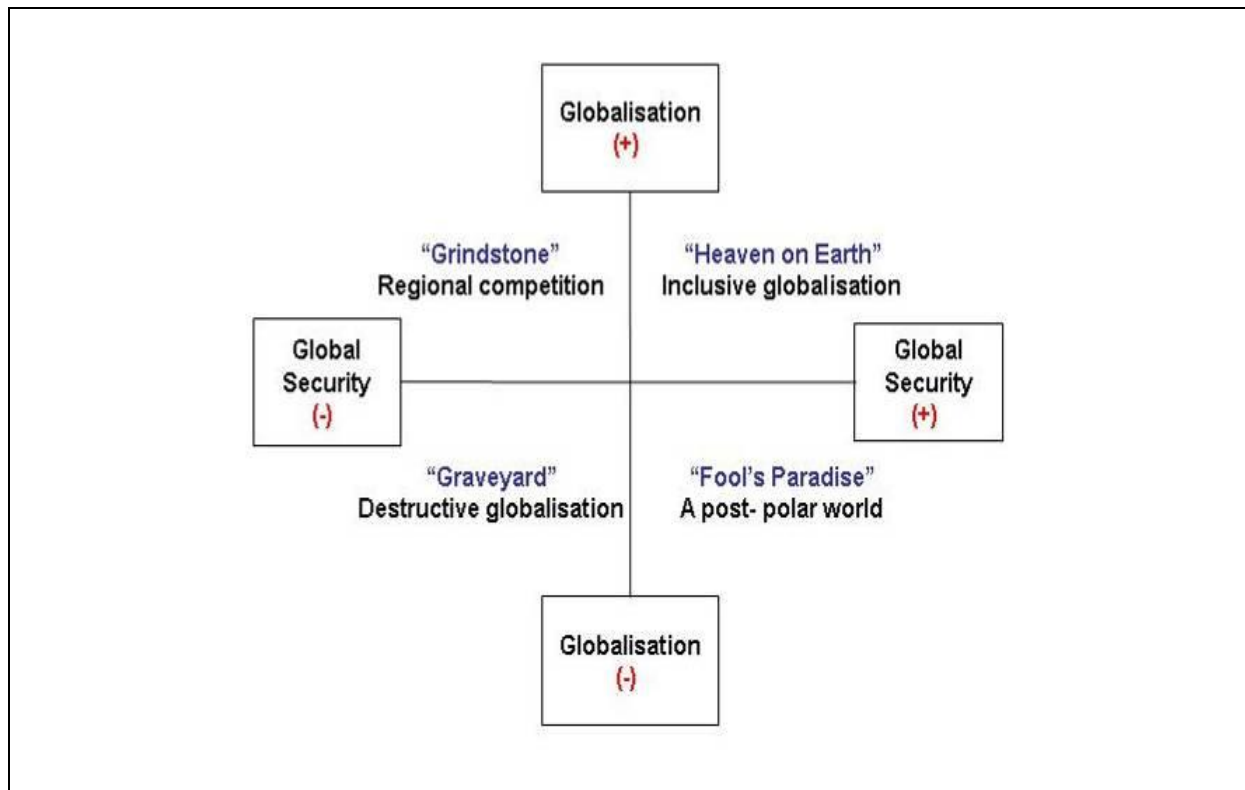 Globalisation
(+)
“Grindstone”
Regional competition
“Heaven on Earth”
Inclusive globalisation
Global
Security
(-)
Global
Security
(+)
“Graveyard”
Destructive globalisation
“Fool’s Paradise”
A post- polar world
Globalisation
(-)